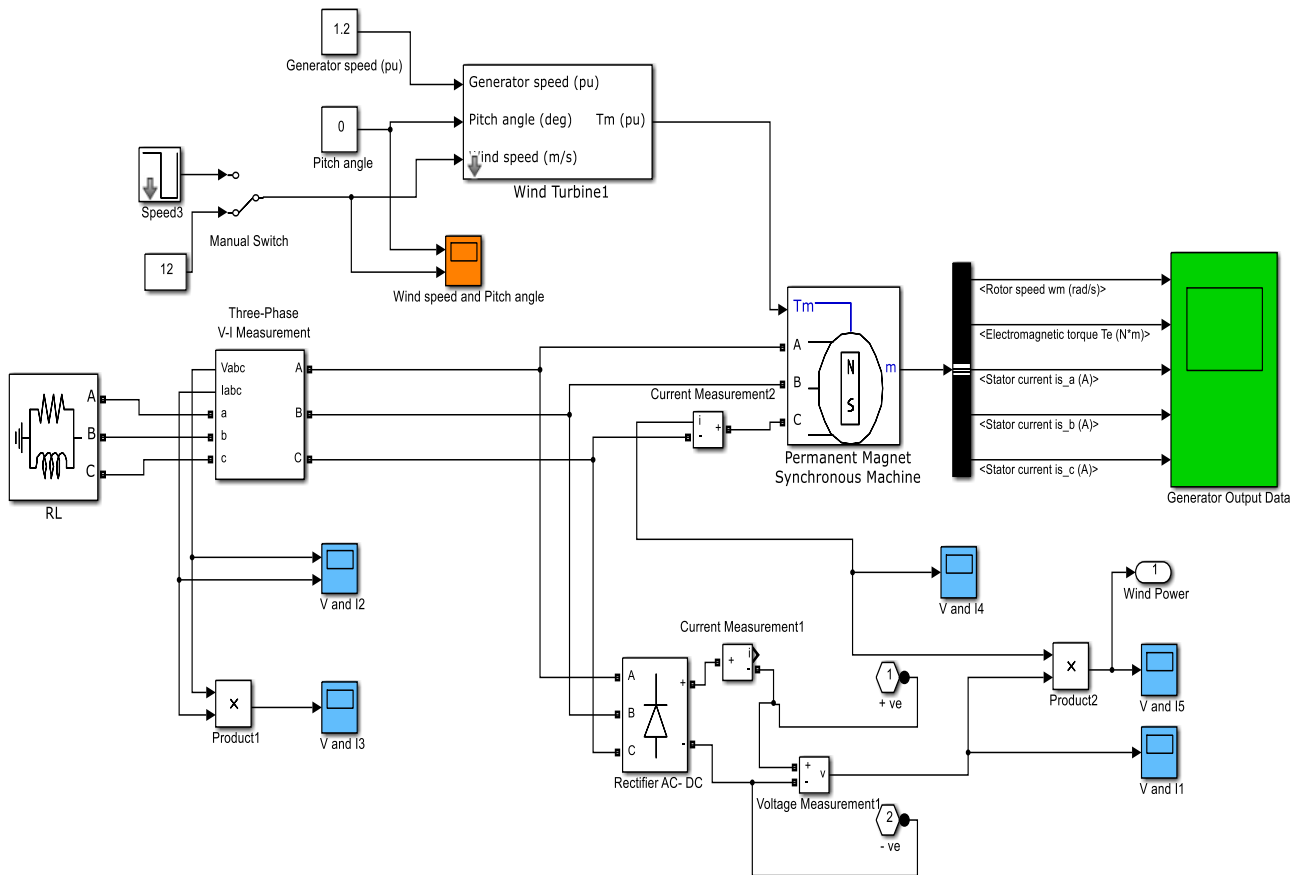 1.2
Generator speed (pu)
Generator speed (pu)
Pitch angle (deg)
Tm (pu)
Wind speed (m/s)
Wind Turbine1
0
Pitch angle
Speed3
Manual Switch
12
Wind speed and Pitch angle
Three-Phase
V-I Measurement
Vabc
Iabc
a
b
c
A
B
C
A
B
C
RL
Tm
A
B
C
N
S
m
Permanent Magnet
Synchronous Machine
Current Measurement2
i
-
+
<Rotor speed wm (rad/s)>
<Electromagnetic torque Te (N*m)>
<Stator current is_a (A)>
<Stator current is_b (A)>
<Stator current is_c (A)>
Generator Output Data
V and I2
×
Product1
V and I3
V and I4
1
Wind Power
Current Measurement1
+
i
-
A
B
C
+
-
Rectifier AC- DC
1
+ ve
×
Product2
V and I5
+
-
v
Voltage Measurement1
V and I1
2
- ve